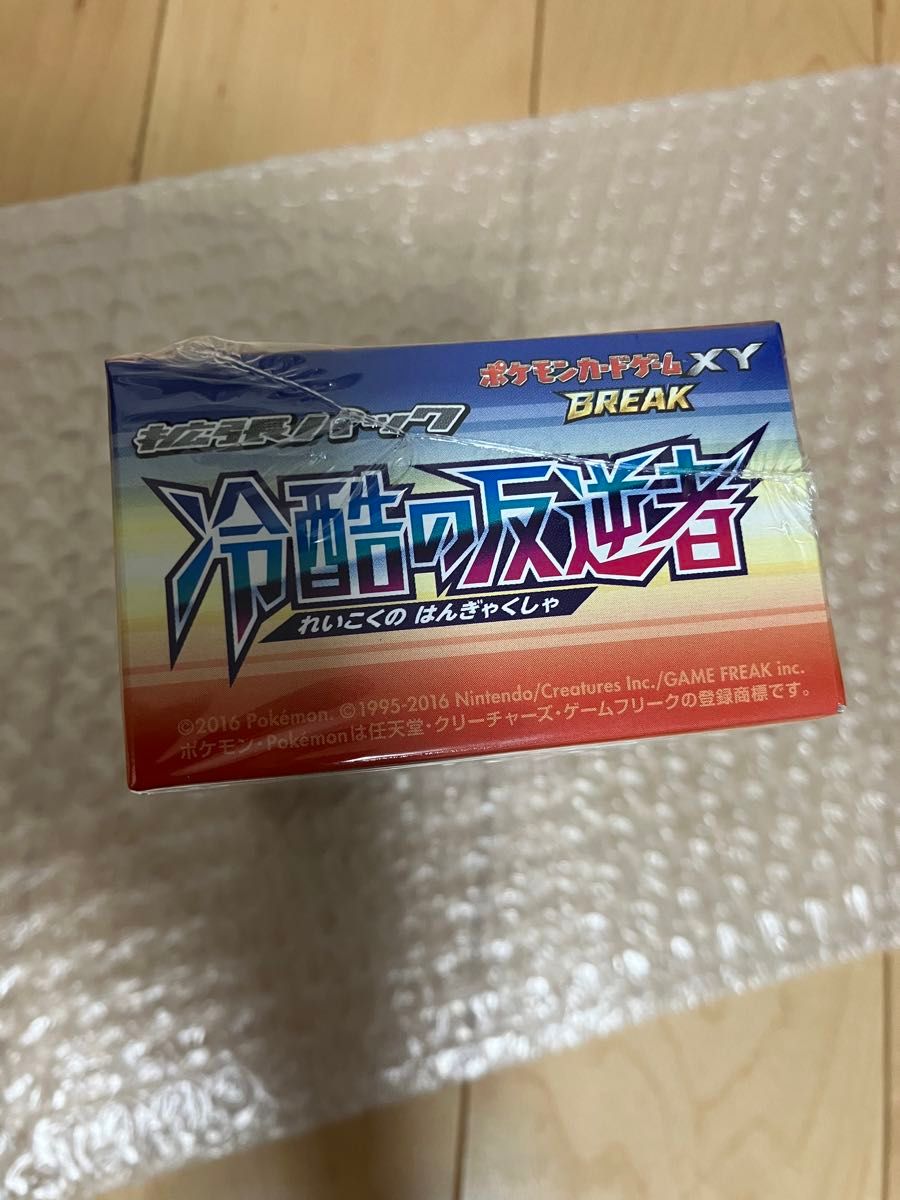 ポケモンカードゲーム XY
BREAK
拡張パック
冷酷の反逆者
れいこくの はんぎゃくしゃ
©2016 Pokémon. ©1995-2016 Nintendo/Creatures Inc./GAME FREAK inc.
ポケモン・Pokémonは任天堂・クリーチャーズ・ゲームフリークの登録商標です。